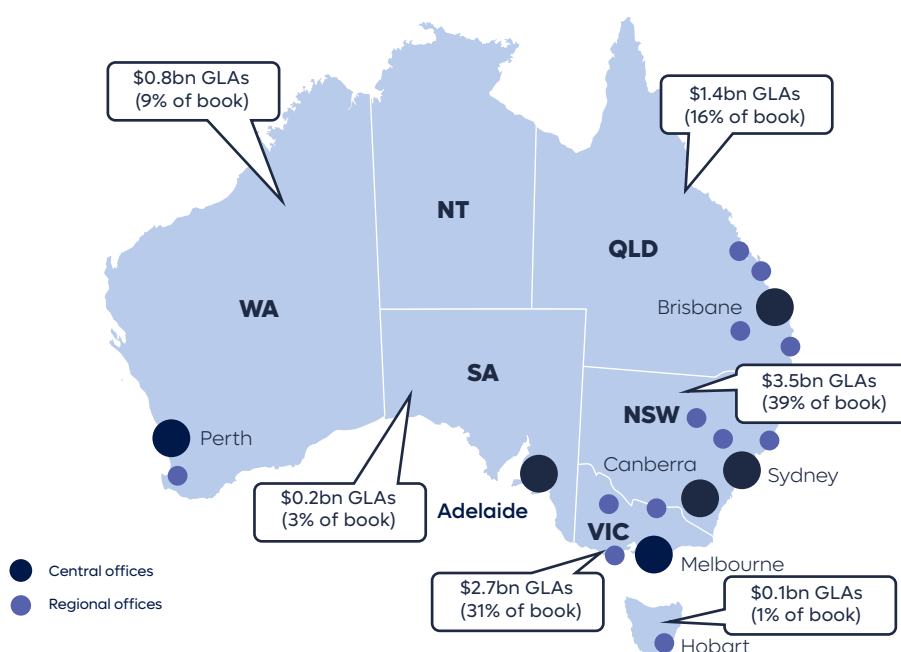 $0.8bn GLAs
(9% of book)
$1.4bn GLAs
(16% of book)
NT
QLD
WA
Brisbane
SA
$3.5bn GLAs
(39% of book)
NSW
Perth
Canberra
Sydney
$0.2bn GLAs
(3% of book)
Adelaide
VIC
Central offices
Melbourne
$2.7bn GLAs
(31% of book)
$0.1bn GLAs
(1% of book)
Regional offices
Hobart